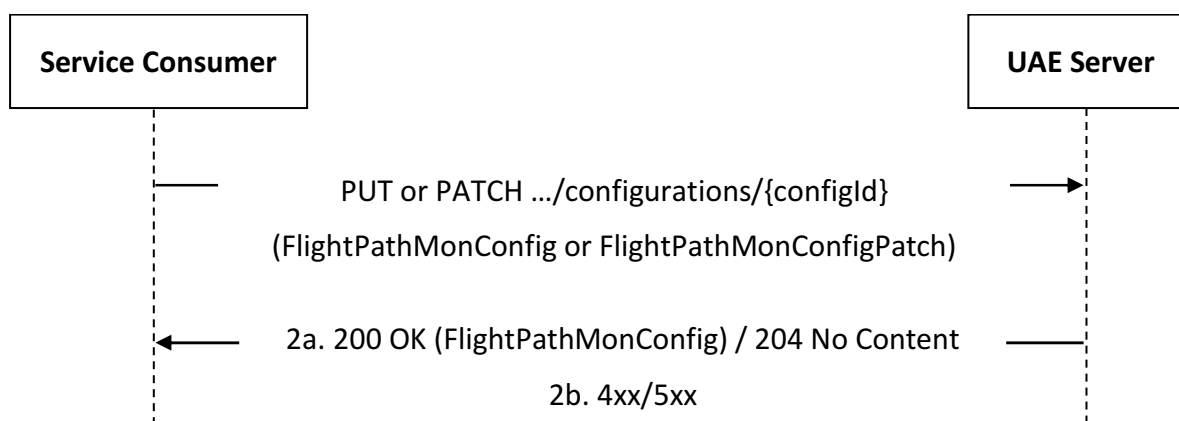 Service Consumer
UAE Server
PUT or PATCH …/configurations/{configId}
(FlightPathMonConfig or FlightPathMonConfigPatch)
2a. 200 OK (FlightPathMonConfig) / 204 No Content
2b. 4xx/5xx